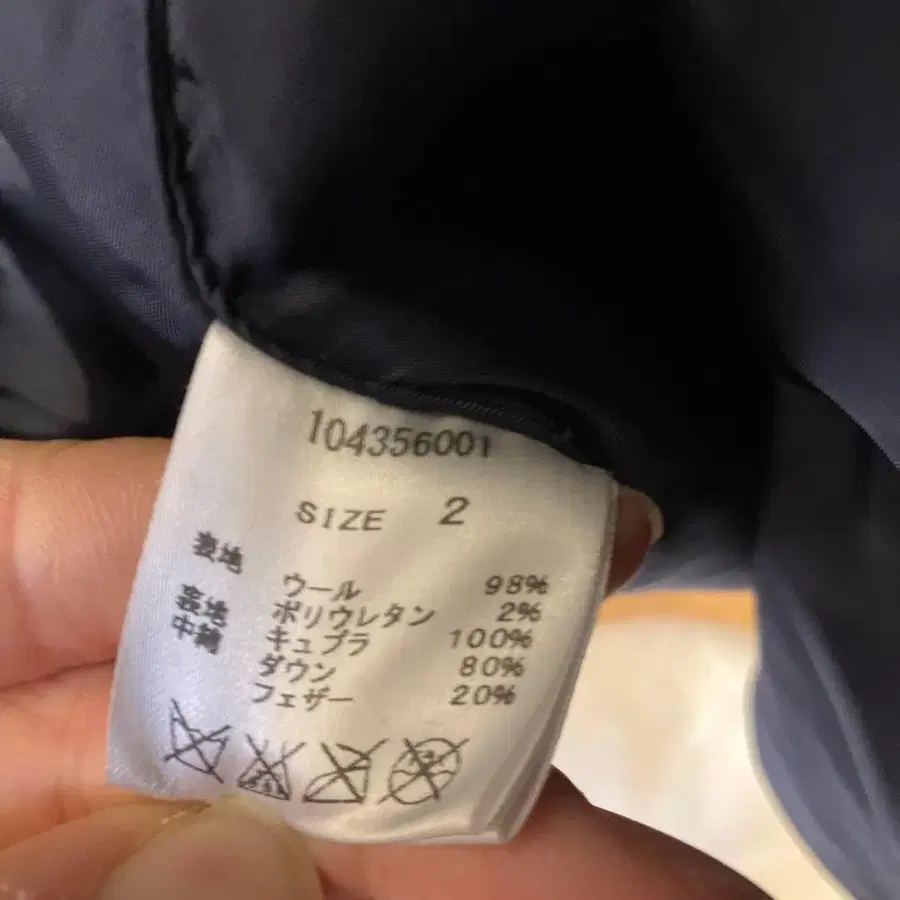 104356001
SIZE 2
表地 ウール 98%
ポリウレタン 2%
裏地 キュプラ 100%
中綿 ダウン 80%
フェザー 20%